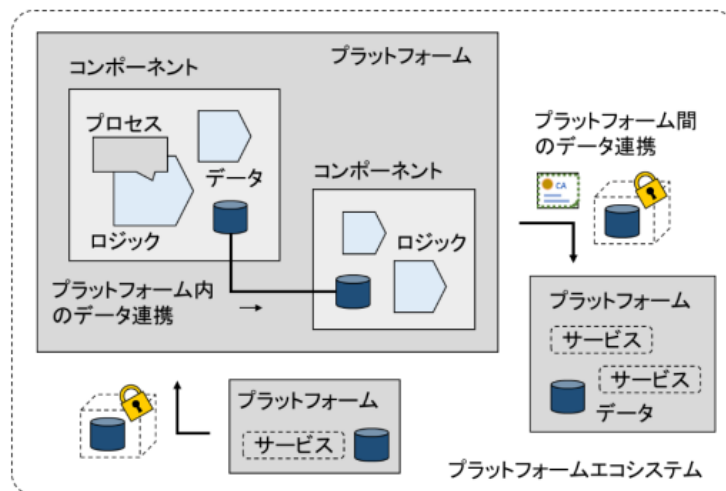 プラットフォーム
コンポーネント
プロセス
データ
ロジック
コンポーネント
ロジック
プラットフォーム内
のデータ連携
→
プラットフォーム間
のデータ連携
CA
プラットフォーム
サービス
サービス
データ
プラットフォーム
サービス
プラットフォームエコシステム